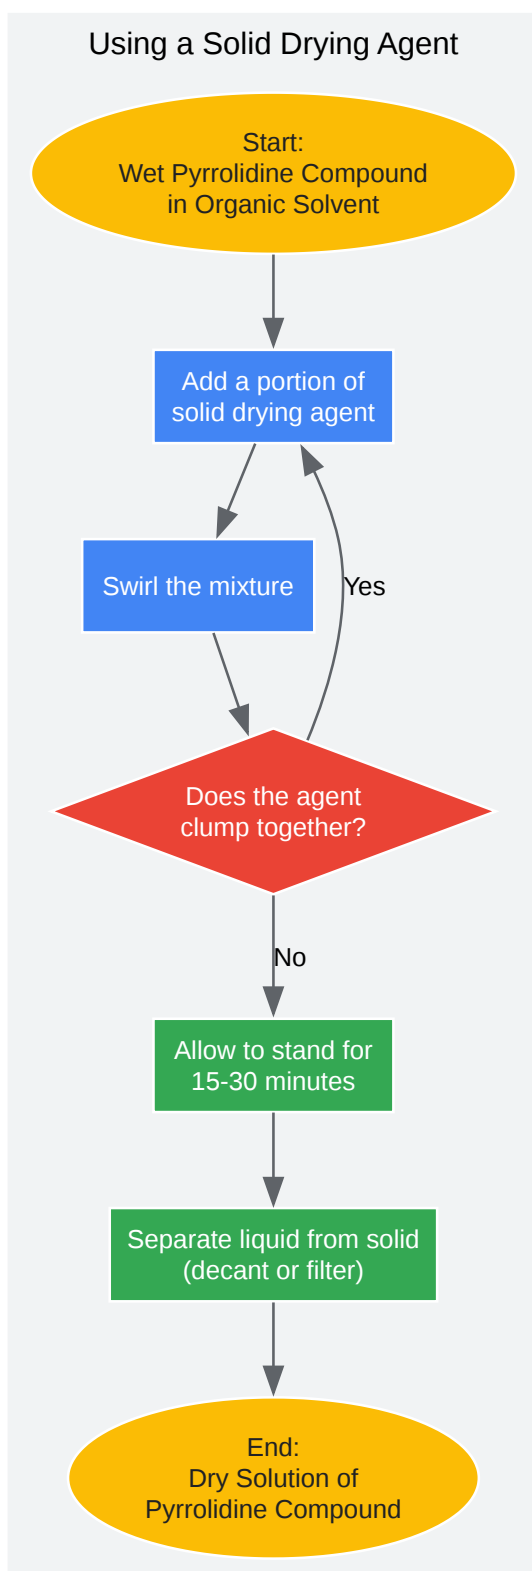 Using a Solid Drying Agent
Start:
Wet Pyrrolidine Compound
in Organic Solvent
Add a portion of
solid drying agent
Swirl the mixture
Yes
Does the agent
clump together?
No
Allow to stand for
15-30 minutes
Separate liquid from solid
(decant or filter)
End:
Dry Solution of
Pyrrolidine Compound